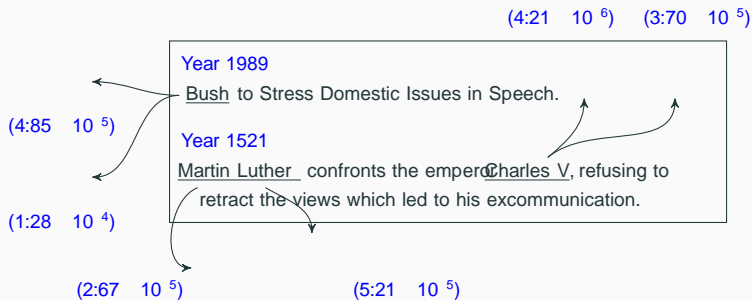 (4:21 10 6) (3:70 10 5)
Year 1989
Bush to Stress Domestic Issues in Speech.
(4:85 10 5)
Year 1521
Martin Luther confronts the emperor Charles V, refusing to
retract the views which led to his excommunication.
(1:28 10 4)
(2:67 10 5) (5:21 10 5)